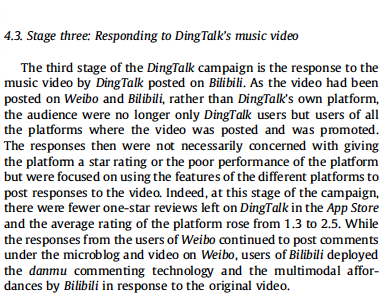 4.3. Stage three: Responding to DingTalk's music video
The third stage of the DingTalk campaign is the response to the
music video by DingTalk posted on Bilibili. As the video had been
posted on Weibo and Bilibili, rather than DingTalk's own platform,
the audience were no longer only DingTalk users but users of all
the platforms where the video was posted and was promoted.
The responses then were not necessarily concerned with giving
the platform a star rating or the poor performance of the platform
but were focused on using the features of the different platforms to
post responses to the video. Indeed, at this stage of the campaign,
there were fewer one-star reviews left on DingTalk in the App Store
and the average rating of the platform rose from 1.3 to 2.5. While
the responses from the users of Weibo continued to post comments
under the microblog and video on Weibo, users of Bilibili deployed
the danmu commenting technology and the multimodal affor-
dances by Bilibili in response to the original video.